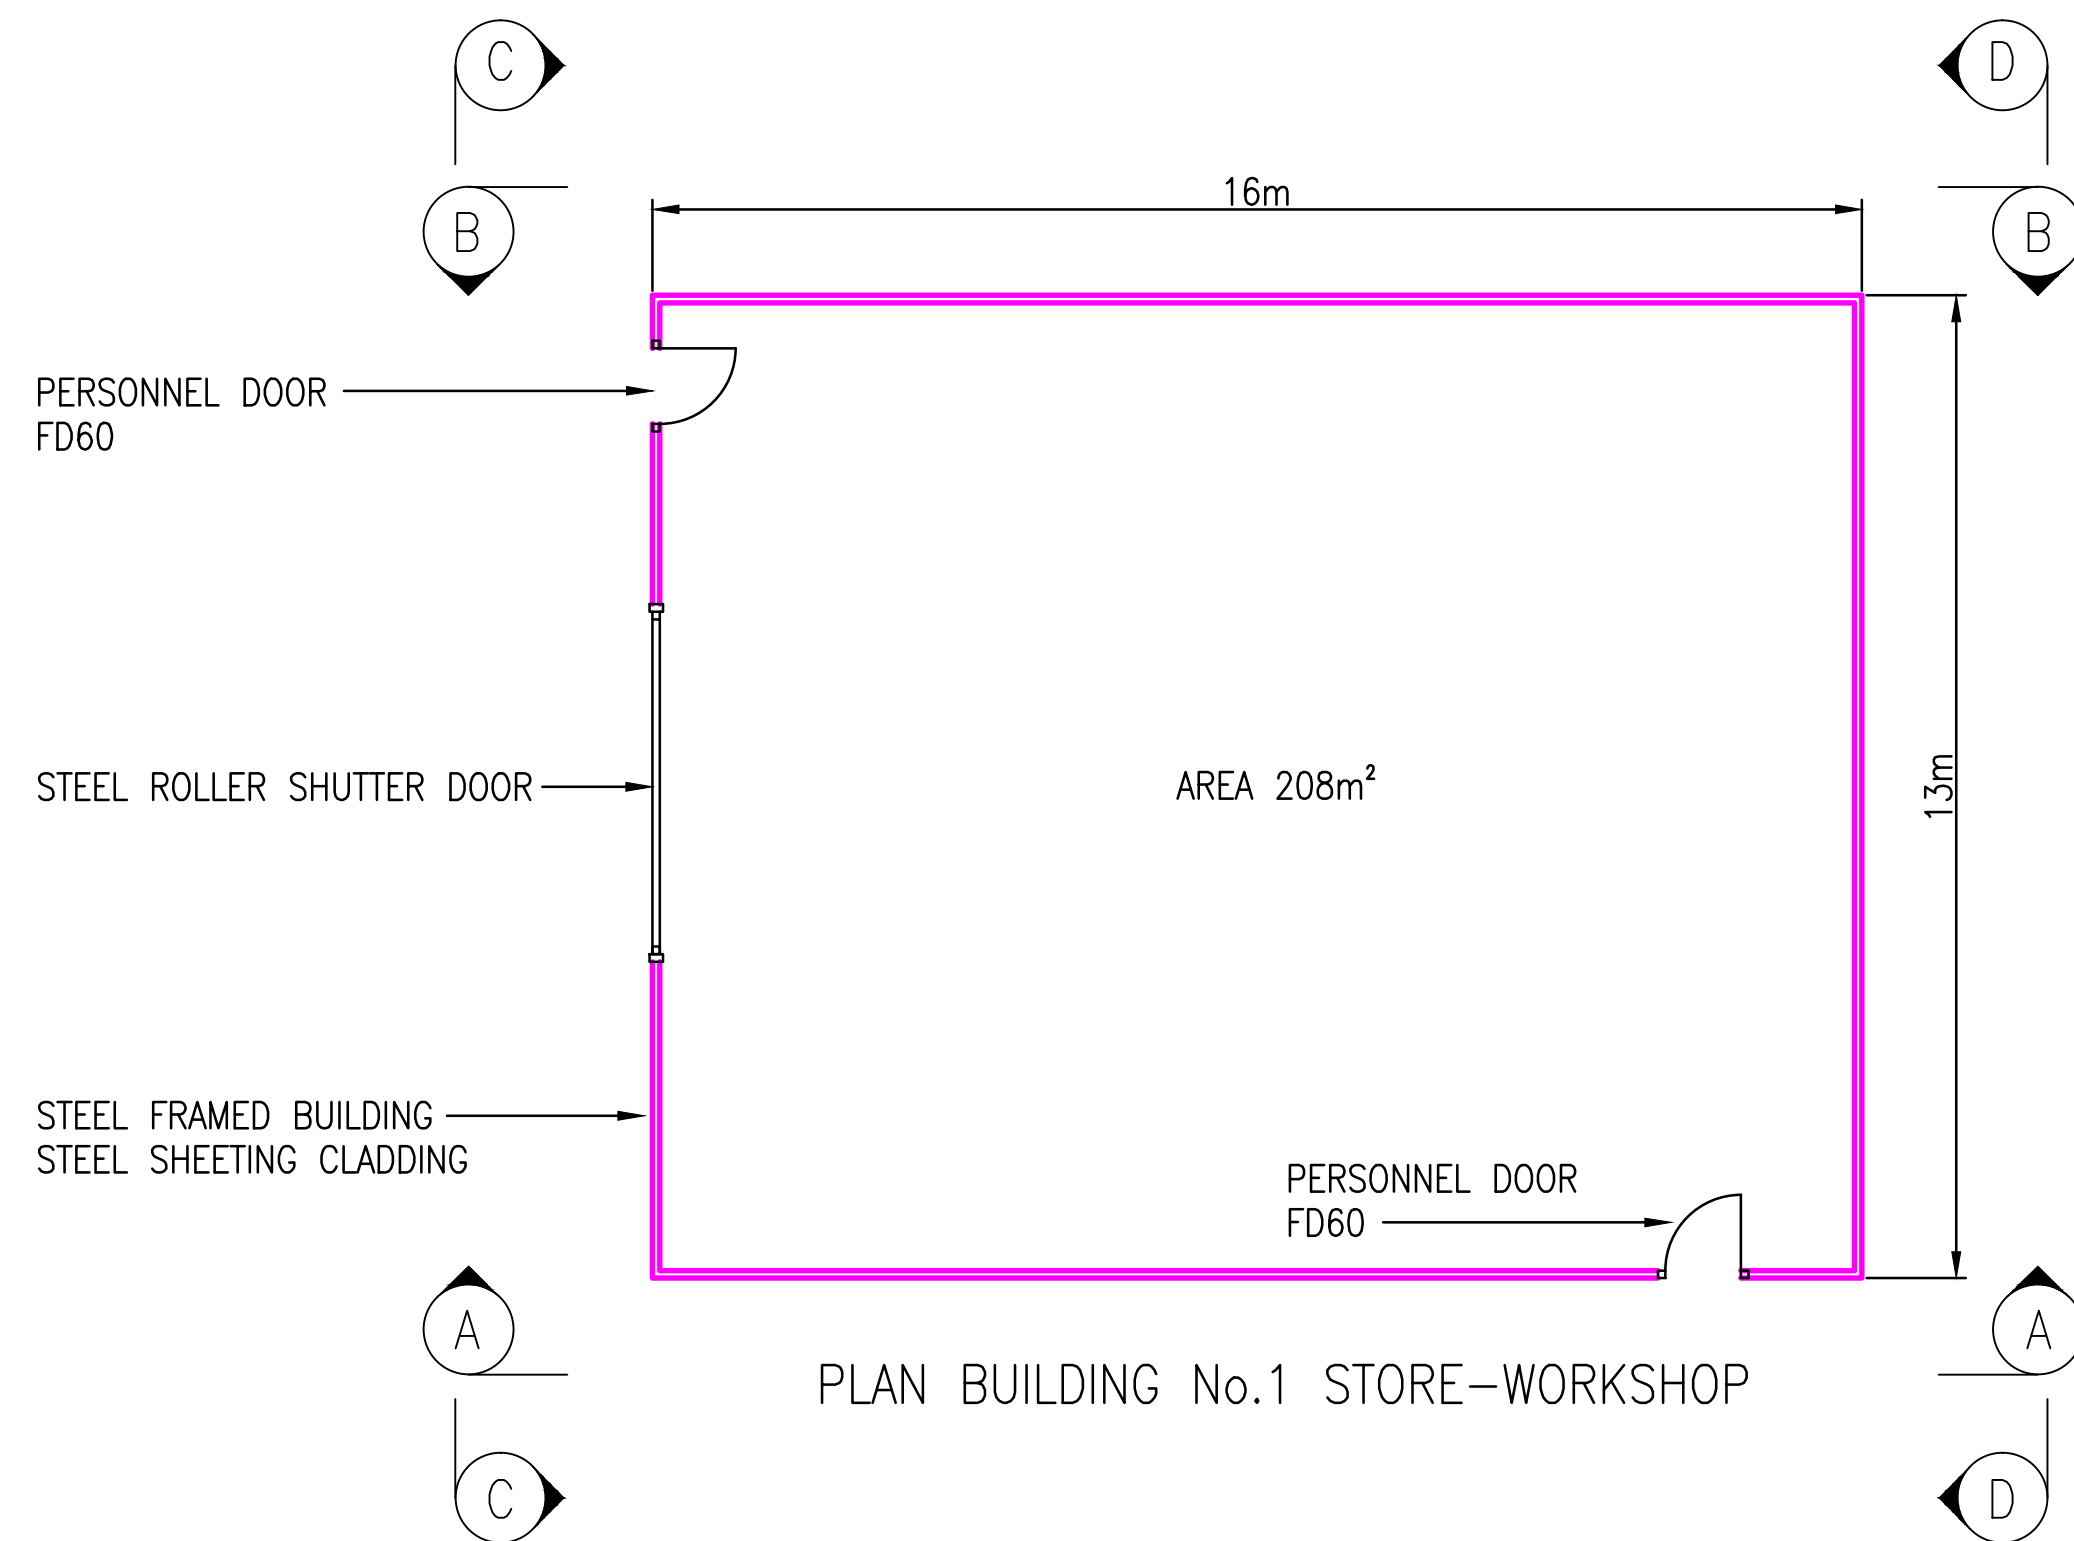 C
D
B
B
16m
PERSONNEL DOOR
FD60
STEEL ROLLER SHUTTER DOOR
AREA 208m²
13m
STEEL FRAMED BUILDING
STEEL SHEETING CLADDING
PERSONNEL DOOR
FD60
A
A
PLAN BUILDING No.1 STORE-WORKSHOP
C
D